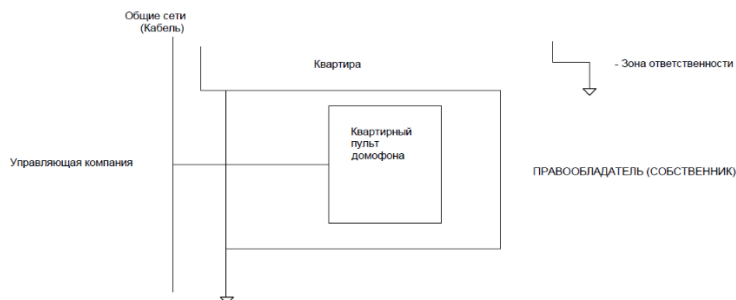 Общие сети
(Кабель)
Квартира
- Зона ответственности
Квартирный
пульт
домофона
Управляющая компания
ПРАВООБЛАДАТЕЛЬ (СОБСТВЕННИК)